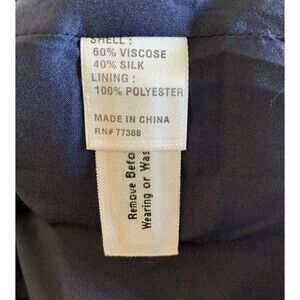 SHELL :
60% VISCOSE
40% SILK
LINING :
100% POLYESTER
MADE IN CHINA
RN# 77388
Remove Befo
Wearing or Was